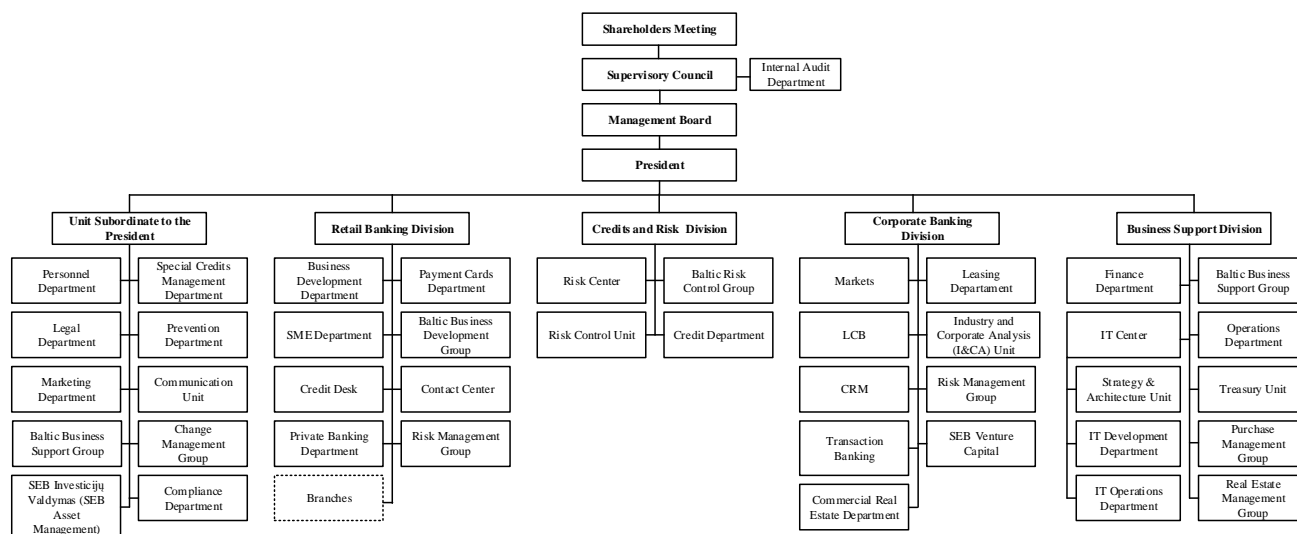 Shareholders Meeting
Supervisory Council
Internal Audit
Department
Management Board
President
Unit Subordinate to the
President
Personnel
Department
Special Credits
Management
Department
Legal
Department
Prevention
Department
Marketing
Department
Communication
Unit
Baltic Business
Support Group
Change
Management
Group
SEB Investicijų
Valdymas (SEB
Asset
Management)
Compliance
Department
Retail Banking Division
Business
Development
Department
Payment Cards
Department
SME Department
Baltic Business
Development
Group
Credit Desk
Contact Center
Private Banking
Department
Risk Management
Group
Branches
Credits and Risk Division
Risk Center
Baltic Risk
Control Group
Risk Control Unit
Credit Department
Corporate Banking
Division
Markets
Leasing
Departament
LCB
Industry and
Corporate Analysis
(I&CA) Unit
CRM
Risk Management
Group
Transaction
Banking
SEB Venture
Capital
Commercial Real
Estate Department
Business Support Division
Finance
Department
Baltic Business
Support Group
IT Center
Operations
Department
Strategy &
Architecture Unit
Treasury Unit
IT Development
Department
Purchase
Management
Group
IT Operations
Department
Real Estate
Management
Group